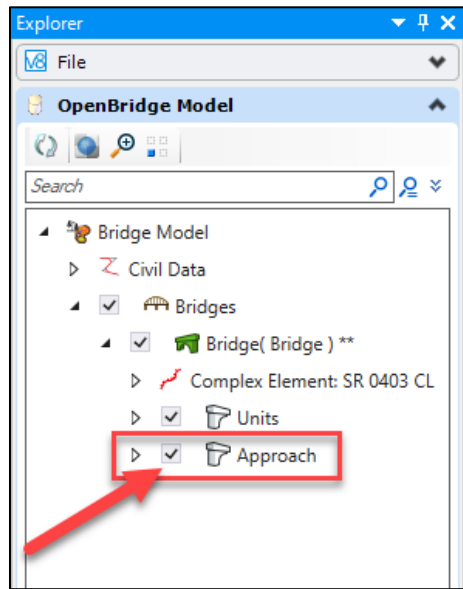 Explorer
V8 File
OpenBridge Model
Search
Bridge Model
Civil Data
Bridges
Bridge( Bridge ) **
Complex Element: SR 0403 CL
Units
Approach